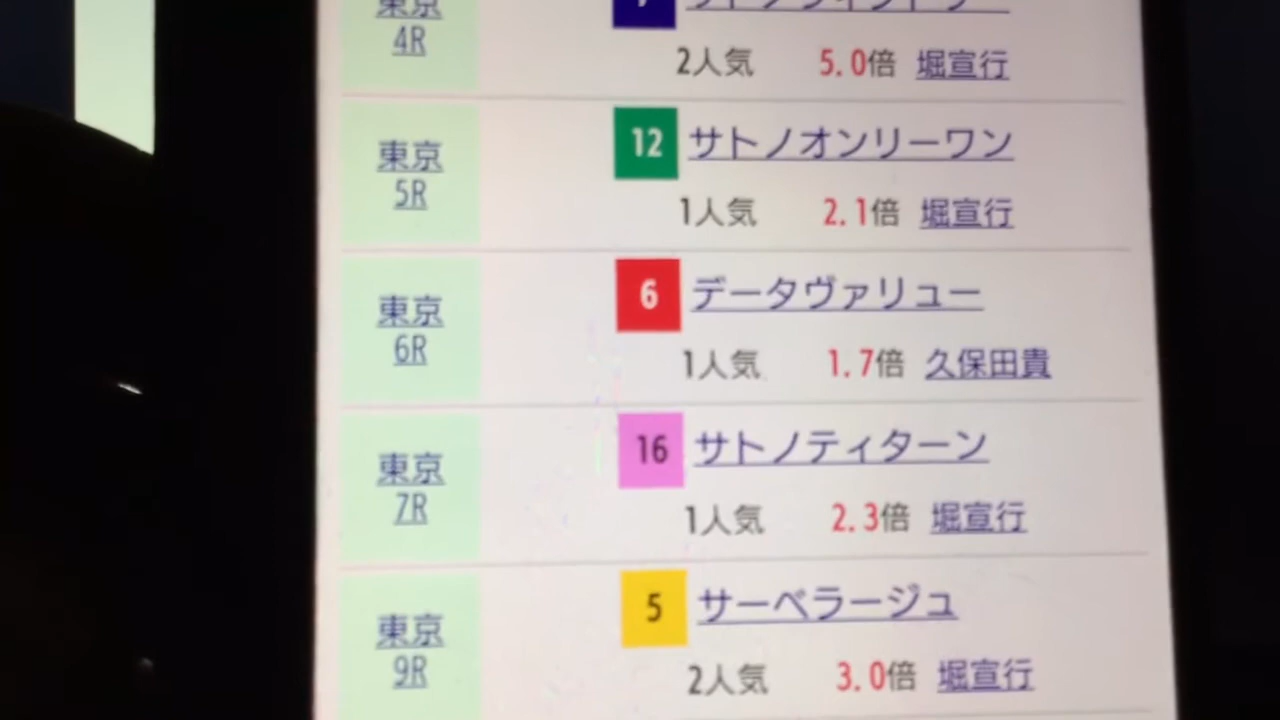 東京
4R
2人気 5.0倍 堀宣行
東京
5R
12 サトノオンリーワン
1人気 2.1倍 堀宣行
東京
6R
6 データヴァリュー
1人気 1.7倍 久保田貴
東京
7R
16 サトノティターン
1人気 2.3倍 堀宣行
東京
9R
5 サーベラージュ
2人気 3.0倍 堀宣行